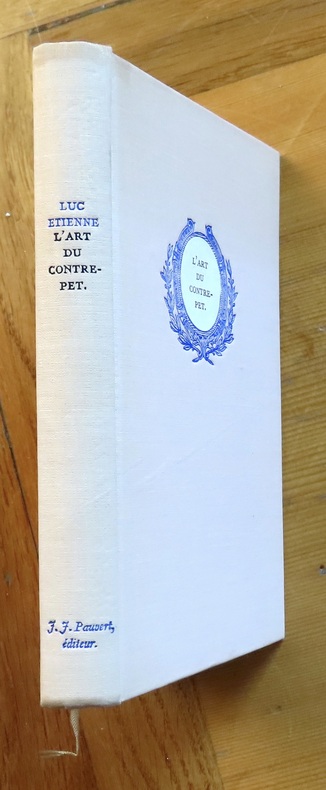 LUC
ETIENNE
L'ART
DU
CONTRE-
PET.
J. J. Pauvert,
éditeur.
L'ART
DU
CONTRE-
PET.